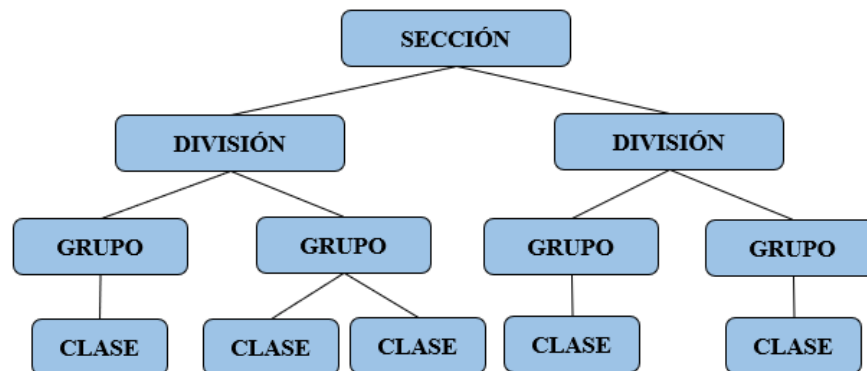 SECCIÓN
DIVISIÓN
DIVISIÓN
GRUPO
GRUPO
GRUPO
GRUPO
CLASE
CLASE
CLASE
CLASE
CLASE